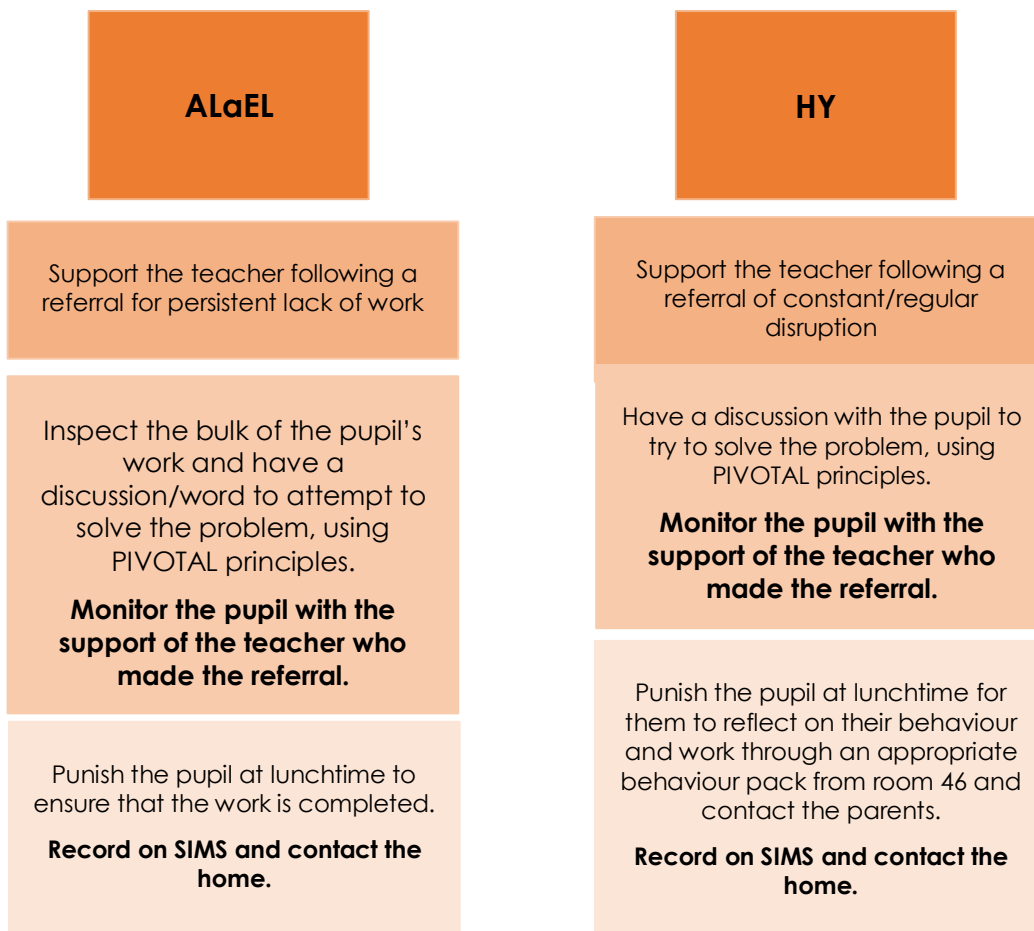 ALaEL
Support the teacher following a
referral for persistent lack of work
Inspect the bulk of the pupil's
work and have a
discussion/word to attempt to
solve the problem, using
PIVOTAL principles.
Monitor the pupil with the
support of the teacher who
made the referral.
Punish the pupil at lunchtime to
ensure that the work is completed.
Record on SIMS and contact the
home.
HY
Support the teacher following a
referral of constant/regular
disruption
Have a discussion with the pupil to
try to solve the problem, using
PIVOTAL principles.
Monitor the pupil with the
support of the teacher who
made the referral.
Punish the pupil at lunchtime for
them to reflect on their behaviour
and work through an appropriate
behaviour pack from room 46 and
contact the parents.
Record on SIMS and contact the
home.